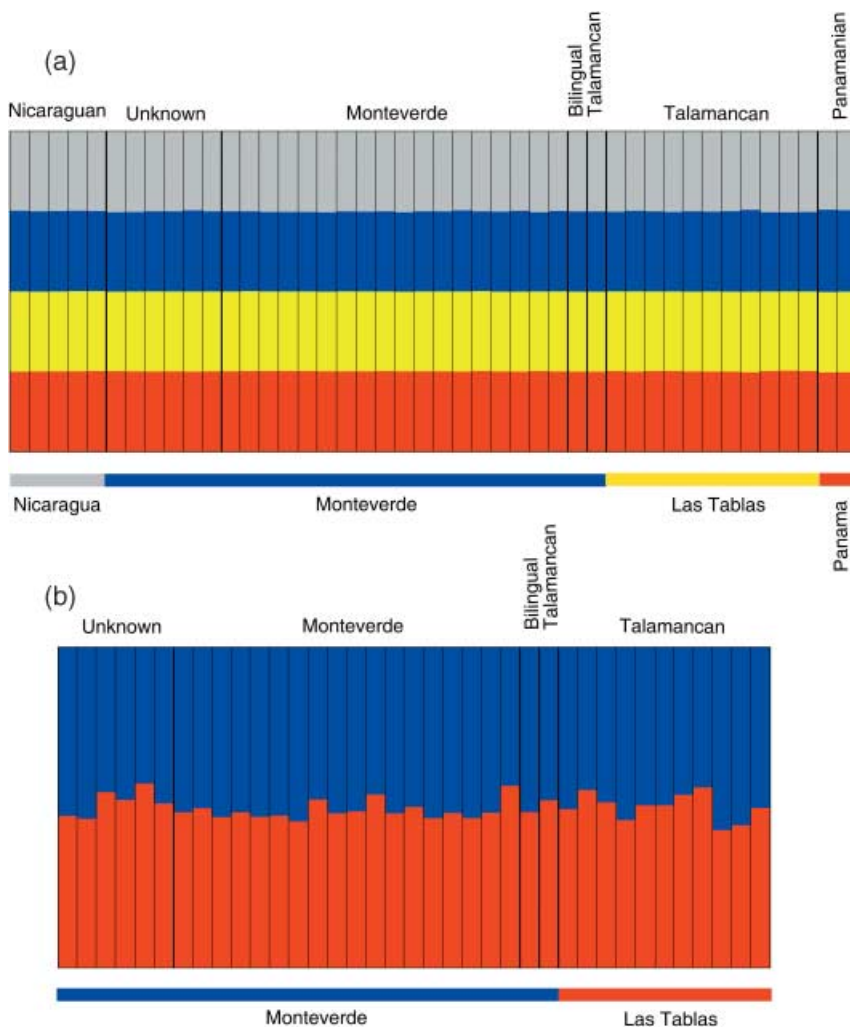 (a)
Nicaraguan
Unknown
Monteverde
Bilingual
Talamancan
Talamancan
Panamanian
Nicaragua
Monteverde
Las Tablas
Panama
(b)
Unknown
Monteverde
Bilingual
Talamancan
Talamancan
Monteverde
Las Tablas